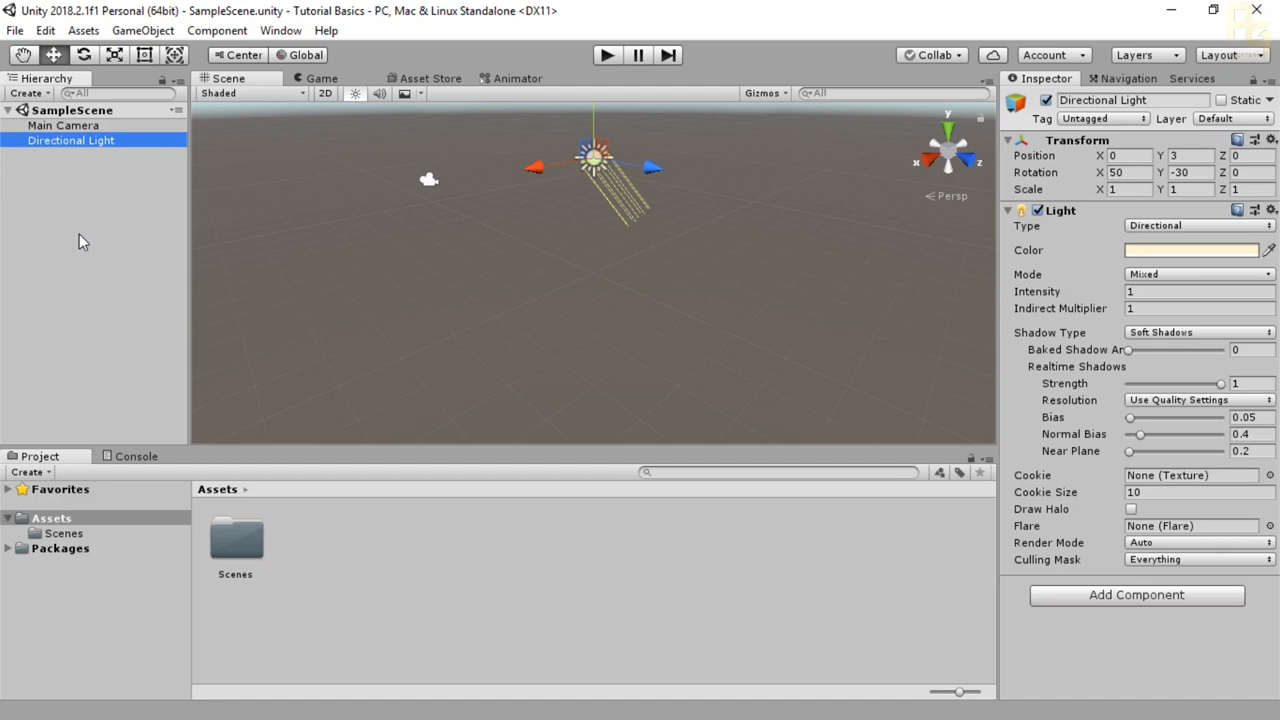 Unity 2018.2.1f1 Personal (64bit) - SampleScene.unity - Tutorial Basics - PC, Mac & Linux Standalone <DX11>
File Edit Assets GameObject Component Window Help
Center Global Collab Account Layers Layout
Hierarchy Scene Game Asset Store Animator Inspector Navigation Services
Create All Shaded 2D Gizmos All
SampleScene
Main Camera
Directional Light
y
x
z
Persp
Directional Light Static
Tag Untagged Layer Default
Transform
Position X 0 Y 3 Z 0
Rotation X 50 Y -30 Z 0
Scale X 1 Y 1 Z 1
Light
Type Directional
Color
Mode Mixed
Intensity 1
Indirect Multiplier 1
Shadow Type Soft Shadows
Baked Shadow An 0
Realtime Shadows
Strength 1
Resolution Use Quality Settings
Bias 0.05
Normal Bias 0.4
Near Plane 0.2
Cookie None (Texture)
Cookie Size 10
Draw Halo
Flare None (Flare)
Render Mode Auto
Culling Mask Everything
Add Component
Project Console
Create
Favorites
Assets
Scenes
Packages
Assets
Scenes